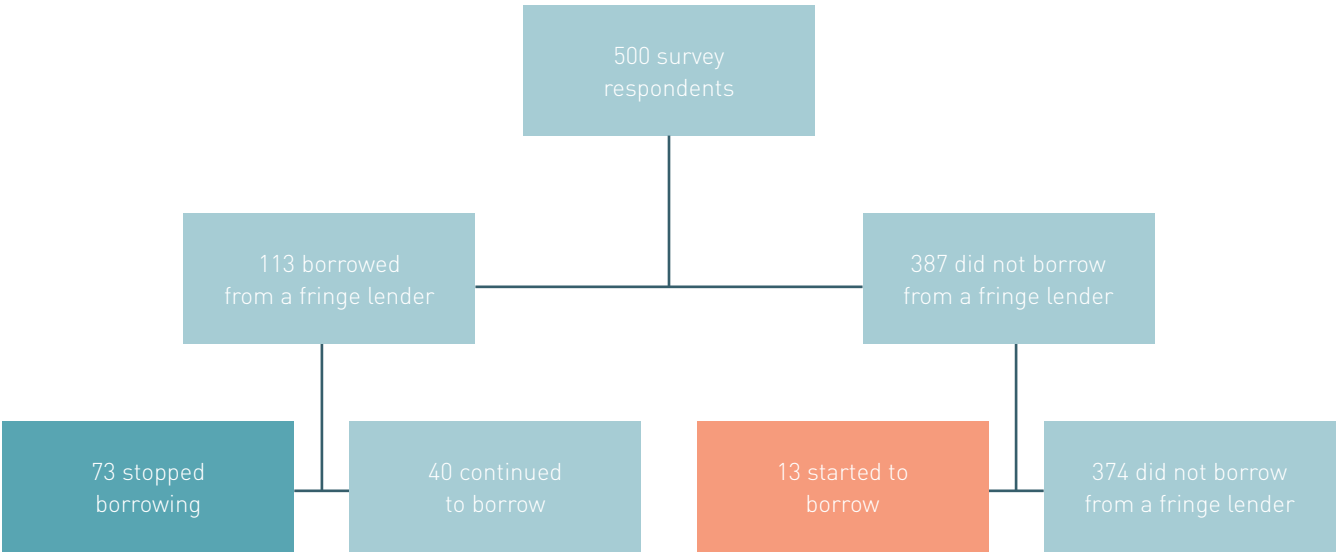 500 survey
respondents
113 borrowed
from a fringe lender
387 did not borrow
from a fringe lender
73 stopped
borrowing
40 continued
to borrow
13 started to
borrow
374 did not borrow
from a fringe lender